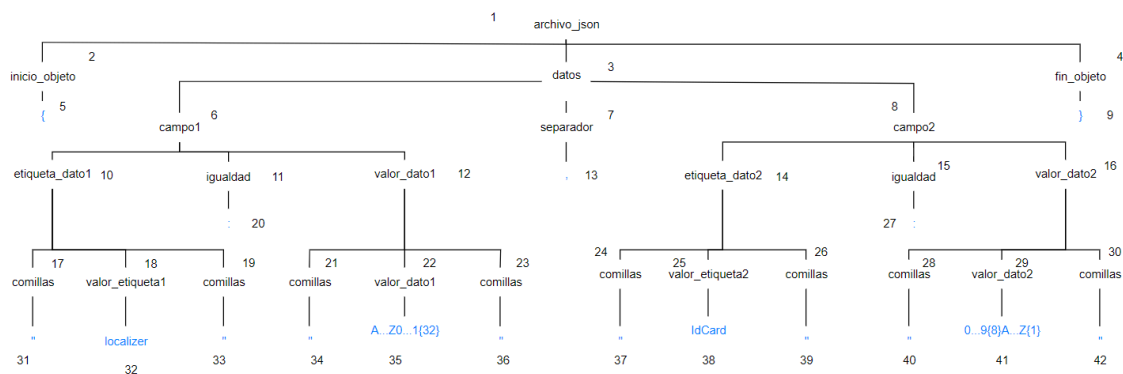 1 archivo_json
2 3 4
inicio_objeto datos fin_objeto
5 6 7 8 9
{ campo1 separador campo2 }
etiqueta_dato1 10 igualdad 11 valor_dato1 12 , 13 etiqueta_dato2 14 igualdad 15 valor_dato2 16
: 20 27 :
17 18 19 21 22 23 24 25 26 28 29 30
comillas valor_etiqueta1 comillas comillas valor_dato1 comillas comillas valor_etiqueta2 comillas comillas valor_dato2 comillas
" localizer " " A...Z0...1{32} " " IdCard " " 0...9{8}A...Z{1} "
31 32 33 34 35 36 37 38 39 40 41 42